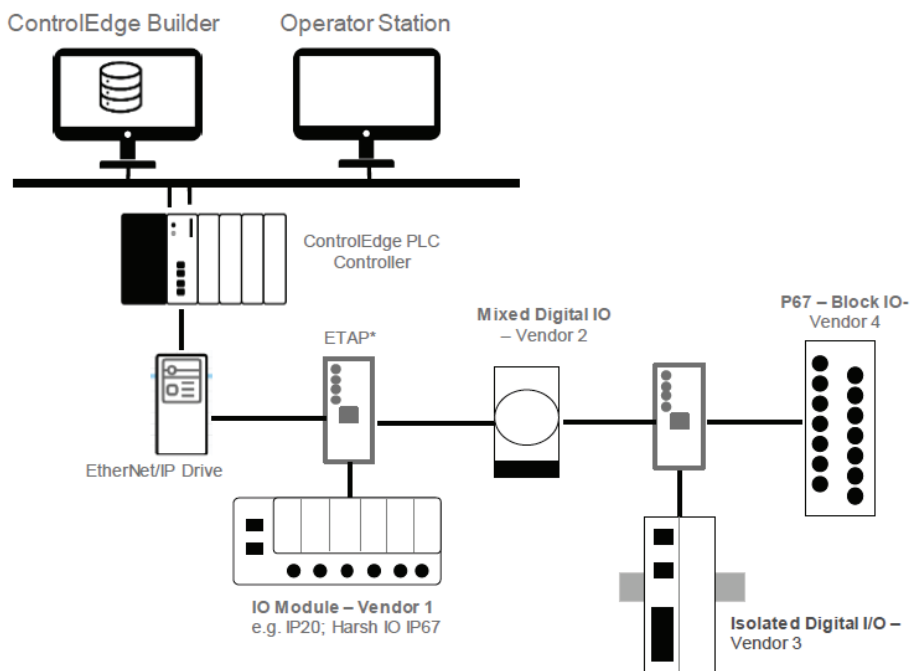 ControlEdge Builder
Operator Station
ControlEdge PLC
Controller
P67 – Block IO-
Vendor 4
Mixed Digital IO
– Vendor 2
ETAP*
EtherNet/IP Drive
IO Module – Vendor 1
e.g. IP20; Harsh IO IP67
Isolated Digital I/O –
Vendor 3